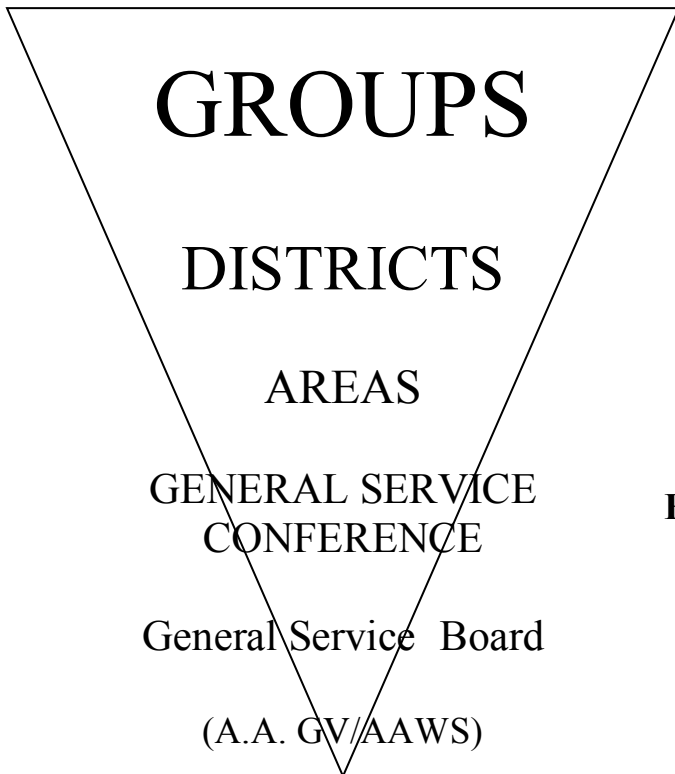 GROUPS
DISTRICTS
AREAS
GENERAL SERVICE
CONFERENCE
General Service Board
(A.A. GV/AAWS)